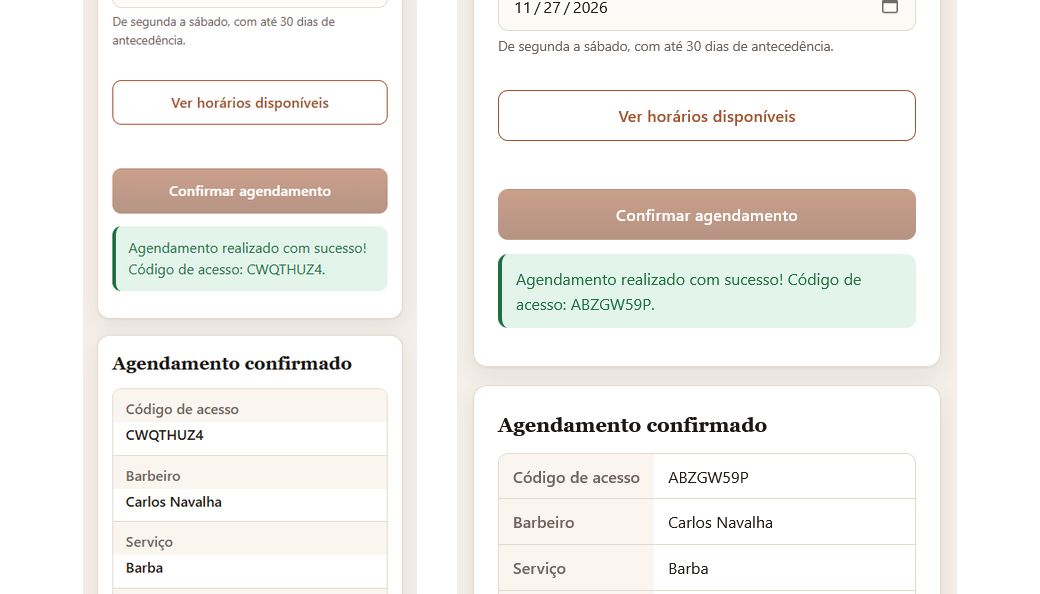 De segunda a sábado, com até 30 dias de
antecedência.
Ver horários disponíveis
Confirmar agendamento
Agendamento realizado com sucesso!
Código de acesso: CWQTHUZ4.
Agendamento confirmado
Código de acesso
CWQTHUZ4
Barbeiro
Carlos Navalha
Serviço
Barba
11/27/2026
De segunda a sábado, com até 30 dias de antecedência.
Ver horários disponíveis
Confirmar agendamento
Agendamento realizado com sucesso! Código de
acesso: ABZGW59P.
Agendamento confirmado
Código de acesso ABZGW59P
Barbeiro Carlos Navalha
Serviço Barba